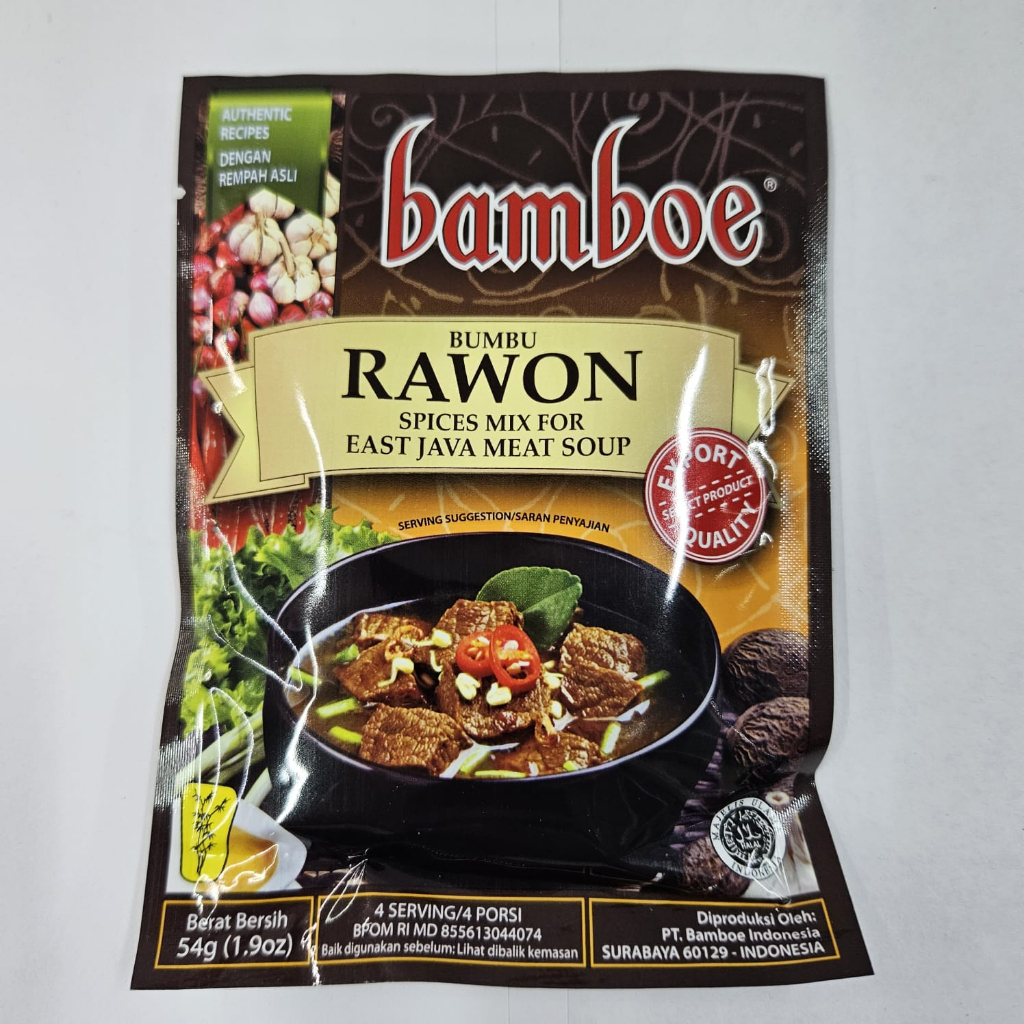 AUTHENTIC
RECIPES
DENGAN
REMPAH ASLI
bamboe®
BUMBU
RAWON
SPICES MIX FOR
EAST JAVA MEAT SOUP
EXPORT
SELECT PRODUCT
QUALITY
SERVING SUGGESTION/SARAN PENYAJIAN
HALAL
Berat Bersih
54g (1.9oz)
4 SERVING/4 PORSI
BPOM RI MD 855613044074
Baik digunakan sebelum: Lihat dibalik kemasan
Diproduksi Oleh:
PT. Bamboe Indonesia
SURABAYA 60129 - INDONESIA